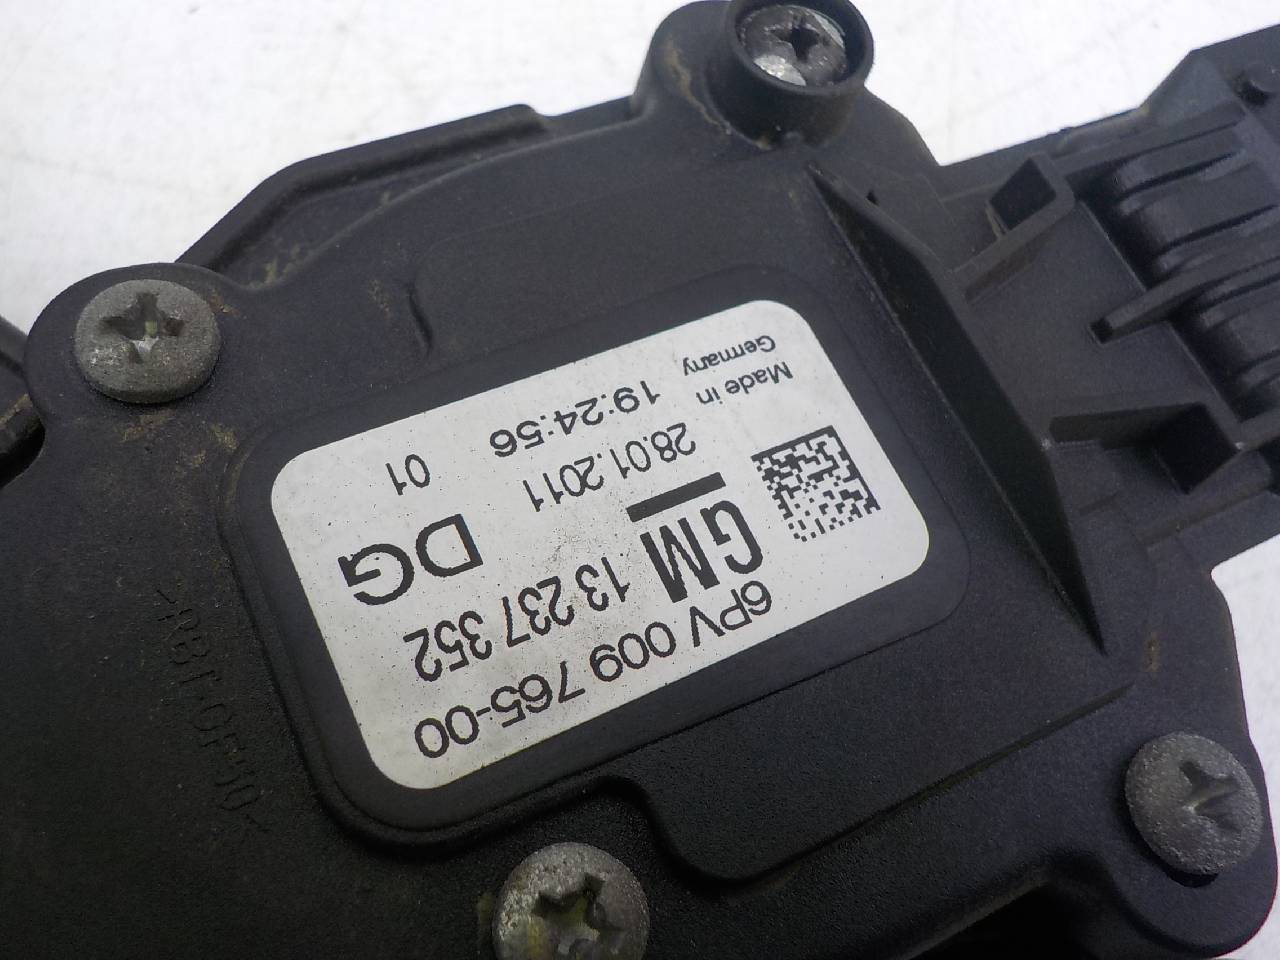 6PV 009 765-00
GM 13 237 352
DG
28.01.2011
01
19:24:56
Made in
Germany